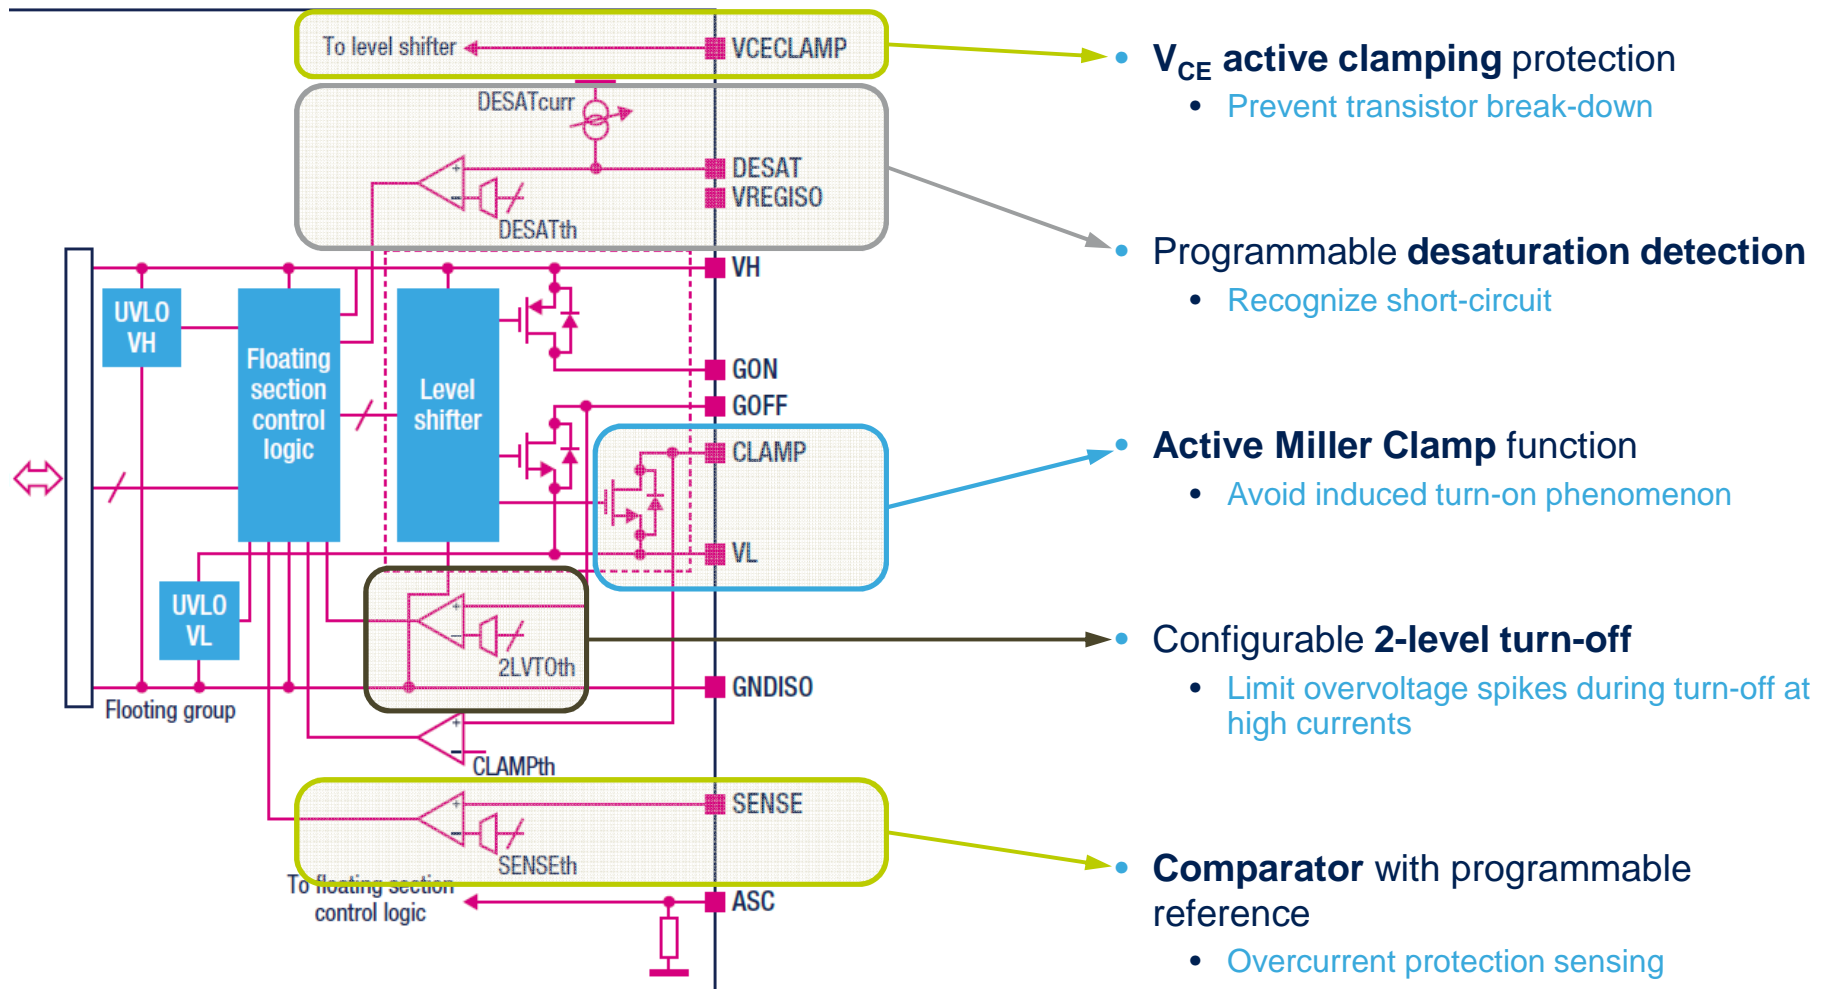 To level shifter
VCECLAMP
DESATcurr
DESAT
VREGISO
DESATth
VH
UVLO
VH
Floating
section
control
logic
Level
shifter
GON
GOFF
CLAMP
VL
UVLO
VL
2LVTOth
GNDISO
Flooting group
CLAMPth
SENSE
SENSEth
To floating section
control logic
ASC
• VCE active clamping protection
• Prevent transistor break-down
• Programmable desaturation detection
• Recognize short-circuit
• Active Miller Clamp function
• Avoid induced turn-on phenomenon
• Configurable 2-level turn-off
• Limit overvoltage spikes during turn-off at
high currents
• Comparator with programmable
reference
• Overcurrent protection sensing